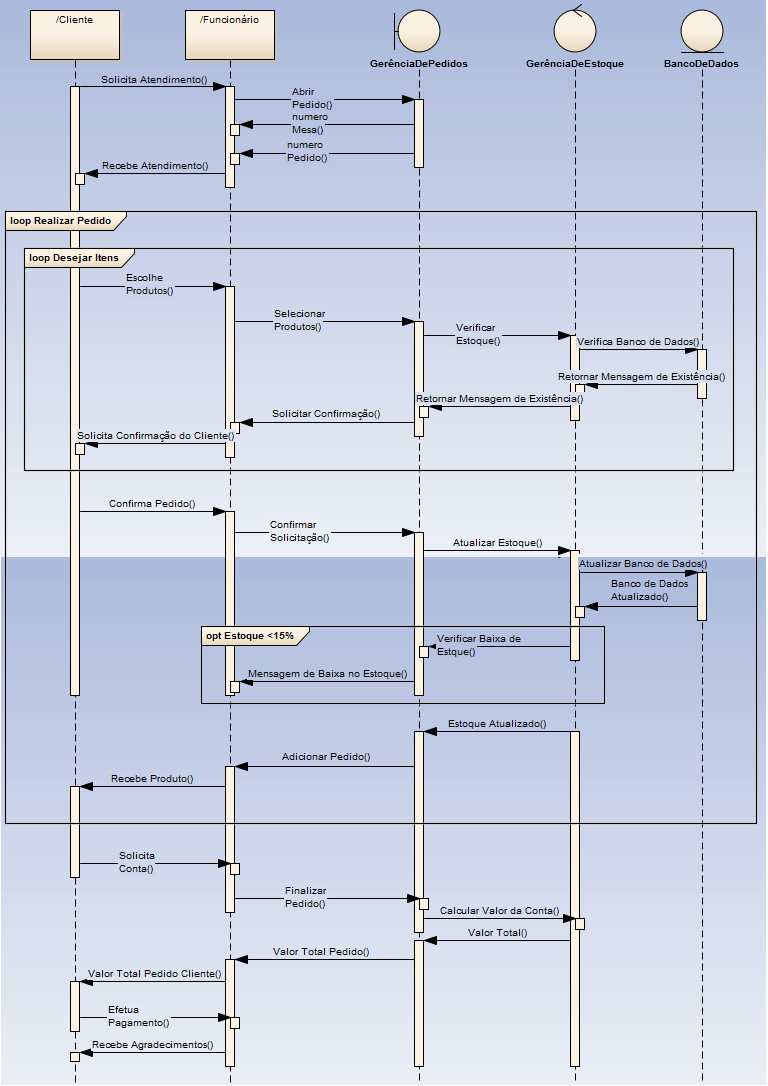 /Cliente
/Funcionário
GerênciaDePedidos
GerênciaDeEstoque
BancoDeDados
Solicita Atendimento()
Abrir
Pedido()
numero
Mesa()
numero
Pedido()
Recebe Atendimento()
loop Realizar Pedido
loop Desejar Itens
Escolhe
Produtos()
Selecionar
Produtos()
Verificar
Estoque()
Verifica Banco de Dados()
Retornar Mensagem de Existência()
Retornar Mensagem de Existência()
Solicitar Confirmação()
Solicita Confirmação do Cliente()
Confirma Pedido()
Confirmar
Solicitação()
Atualizar Estoque()
Atualizar Banco de Dados()
Banco de Dados
Atualizado()
opt Estoque <15%
Verificar Baixa de
Estque()
Mensagem de Baixa no Estoque()
Estoque Atualizado()
Adicionar Pedido()
Recebe Produto()
Solicita
Conta()
Finalizar
Pedido()
Calcular Valor da Conta()
Valor Total()
Valor Total Pedido()
Valor Total Pedido Cliente()
Efetua
Pagamento()
Recebe Agradecimentos()